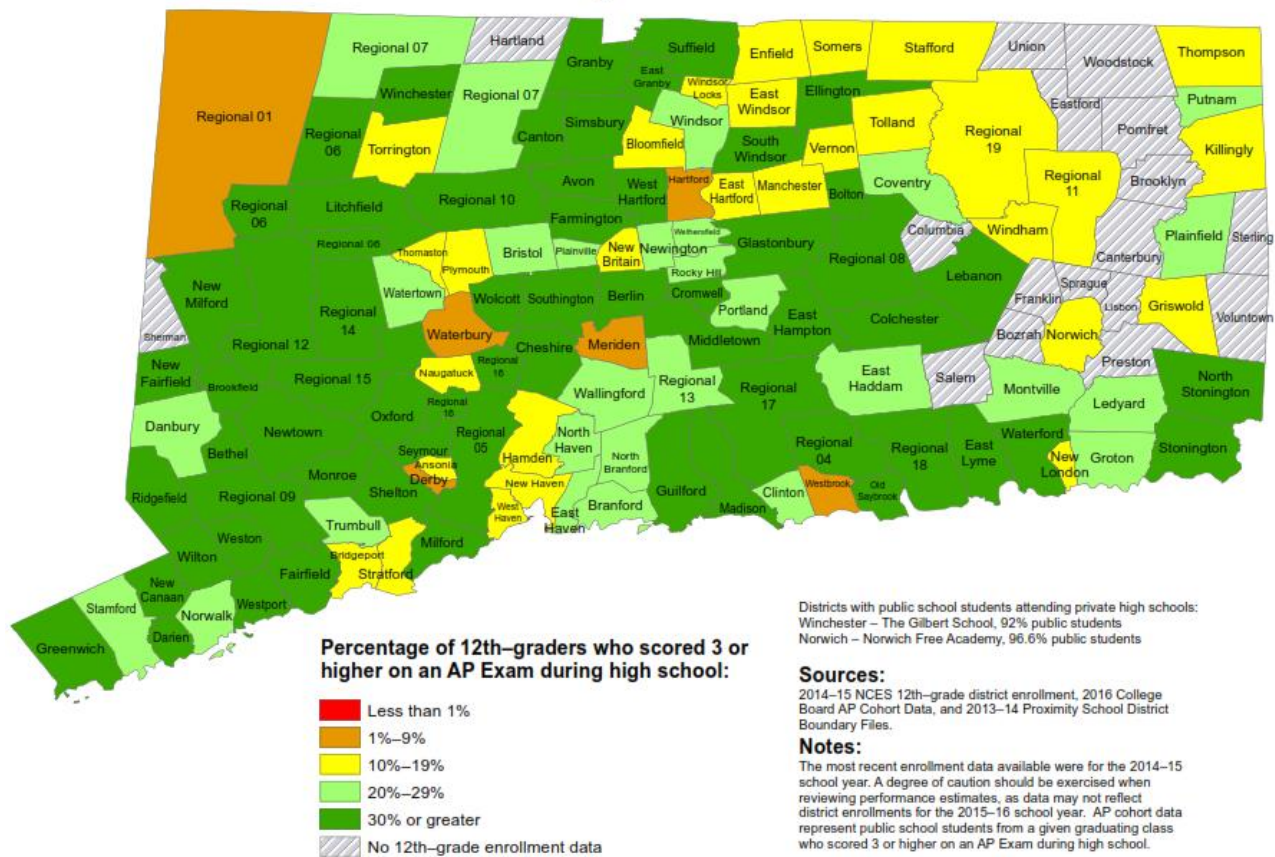 Regional 07
Hartland
Regional 01
Winchester
Regional 07
Regional
06
Torrington
Granby
Suffield
East
Granby
Windsor
Locks
Enfield
Somers
Stafford
Union
Woodstock
Thompson
East
Windsor
Ellington
Eastford
Putnam
Canton
Simsbury
Bloomfield
Windsor
South
Windsor
Vernon
Tolland
Regional
19
Pomfret
Killingly
Regional
06
Litchfield
Regional 10
Avon
West
Hartford
Hartford
East
Hartford
Manchester
Bolton
Coventry
Regional
11
Brooklyn
Farmington
Regional 06
Thomaston
Plymouth
Bristol
Plainville
New
Britain
Newington
Wethersfield
Rocky Hill
Glastonbury
Regional 08
Columbia
Windham
Canterbury
Plainfield
Sterling
New
Milford
Watertown
Wolcott
Southington
Berlin
Cromwell
Portland
East
Hampton
Lebanon
Colchester
Franklin
Sprague
Lisbon
Griswold
Voluntown
Sherman
Regional
14
Regional 12
Waterbury
Cheshire
Meriden
Middletown
Bozrah
Norwich
Preston
New
Fairfield
Brookfield
Regional 15
Naugatuck
Regional
16
Regional
16
Wallingford
Regional
13
Regional
17
East
Haddam
Salem
Montville
Ledyard
North
Stonington
Danbury
Bethel
Newtown
Oxford
Seymour
Ansonia
Derby
Regional
05
Hamden
North
Haven
North
Branford
Guilford
Madison
Regional
04
Regional
18
East
Lyme
Waterford
New
London
Groton
Stonington
Ridgefield
Regional 09
Monroe
Shelton
New Haven
West
Haven
East
Haven
Branford
Clinton
Westbrook
Old
Saybrook
Wilton
Weston
Trumbull
Bridgeport
Stratford
Milford
Fairfield
New
Canaan
Westport
Stamford
Norwalk
Darien
Greenwich
Percentage of 12th–graders who scored 3 or
higher on an AP Exam during high school:
Less than 1%
1%–9%
10%–19%
20%–29%
30% or greater
No 12th–grade enrollment data
Districts with public school students attending private high schools:
Winchester – The Gilbert School, 92% public students
Norwich – Norwich Free Academy, 96.6% public students
Sources:
2014–15 NCES 12th–grade district enrollment, 2016 College
Board AP Cohort Data, and 2013–14 Proximity School District
Boundary Files.
Notes:
The most recent enrollment data available were for the 2014–15
school year. A degree of caution should be exercised when
reviewing performance estimates, as data may not reflect
district enrollments for the 2015–16 school year.  AP cohort data
represent public school students from a given graduating class
who scored 3 or higher on an AP Exam during high school.